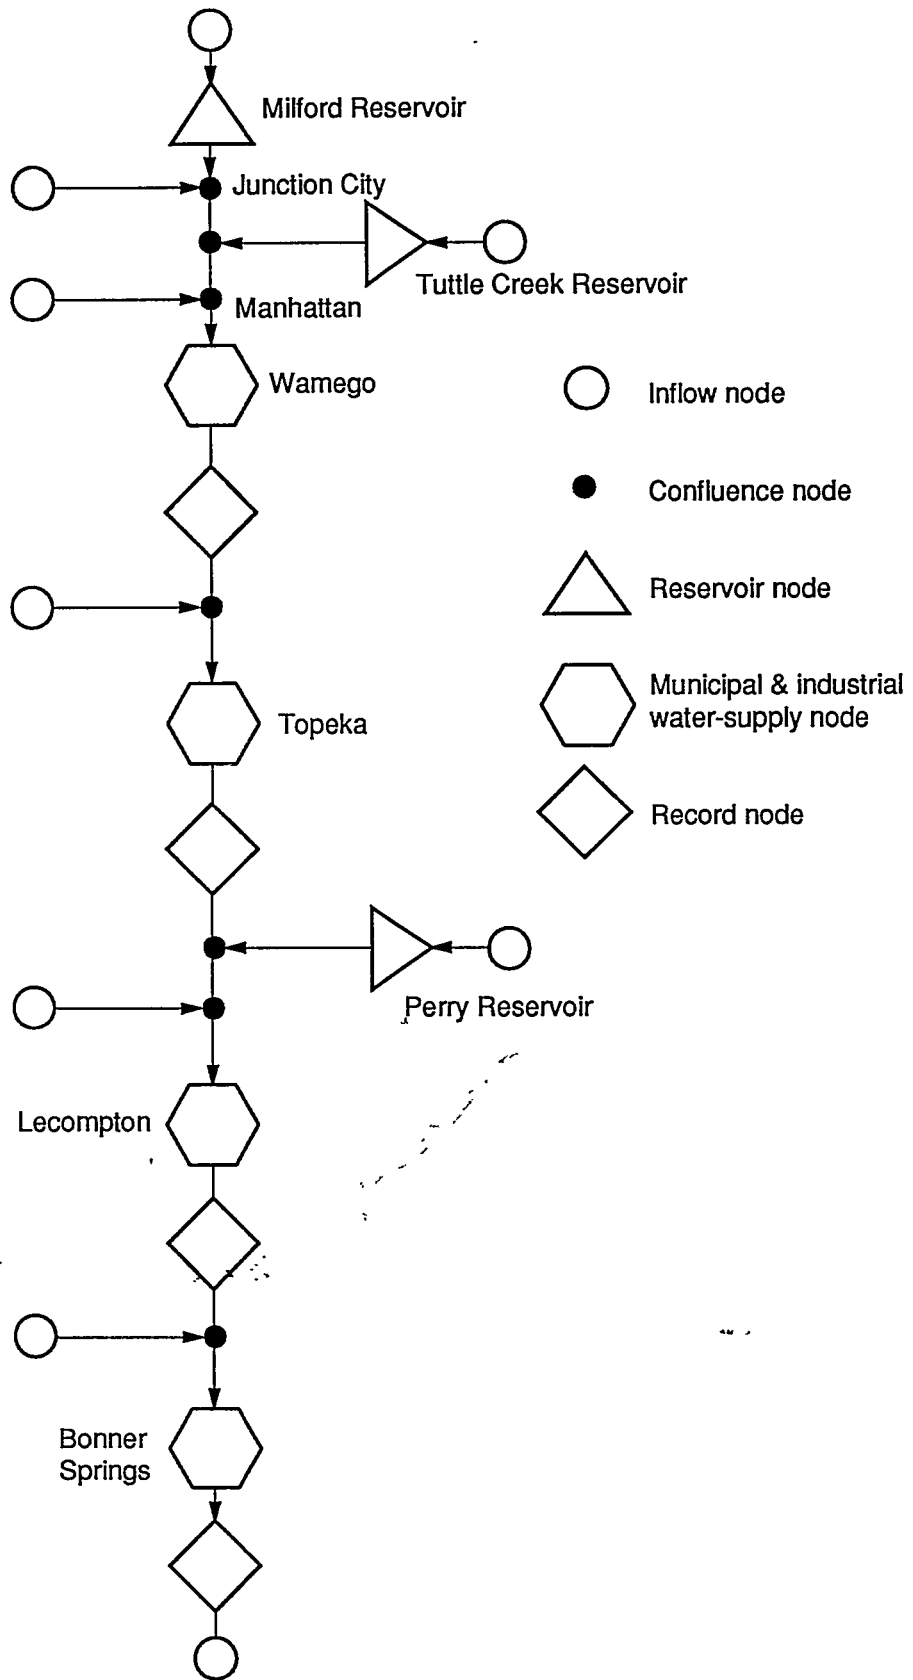 Milford Reservoir
Junction City
Tuttle Creek Reservoir
Manhattan
Wamego
Inflow node
Confluence node
Reservoir node
Municipal & industrial
water-supply node
Topeka
Record node
Perry Reservoir
Lecompton
Bonner
Springs